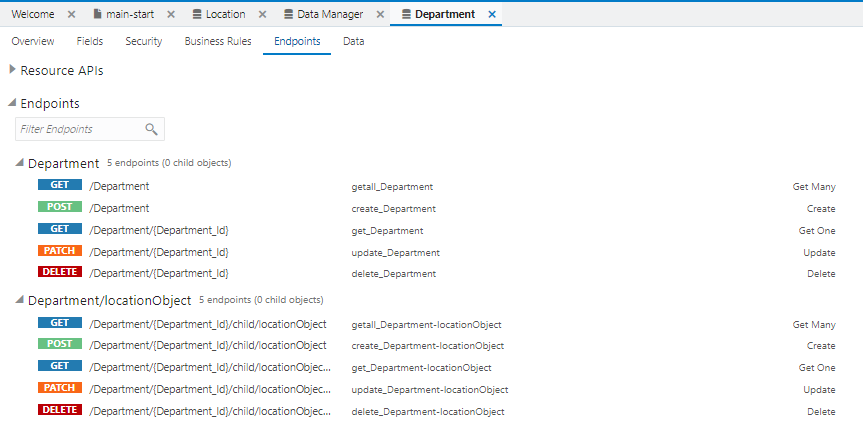 Welcome main-start Location Data Manager Department
Overview Fields Security Business Rules Endpoints Data
Resource APIs
Endpoints
Filter Endpoints
Department 5 endpoints (0 child objects)
GET /Department getall_Department Get Many
POST /Department create_Department Create
GET /Department/{Department_Id} get_Department Get One
PATCH /Department/{Department_Id} update_Department Update
DELETE /Department/{Department_Id} delete_Department Delete
Department/locationObject 5 endpoints (0 child objects)
GET /Department/{Department_Id}/child/locationObject getall_Department-locationObject Get Many
POST /Department/{Department_Id}/child/locationObject create_Department-locationObject Create
GET /Department/{Department_Id}/child/locationObjec... get_Department-locationObject Get One
PATCH /Department/{Department_Id}/child/locationObjec... update_Department-locationObject Update
DELETE /Department/{Department_Id}/child/locationObjec... delete_Department-locationObject Delete